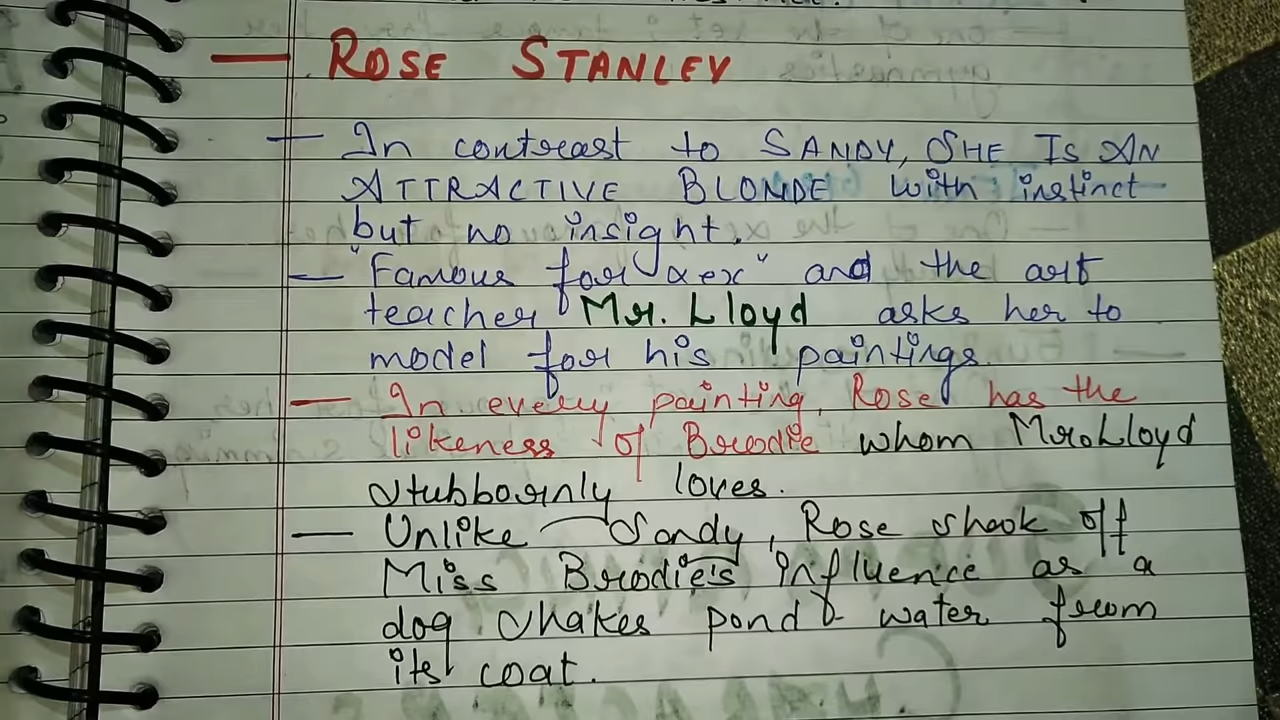 — ROSE STANLEY
— In contrast to SANDY, SHE IS AN
ATTRACTIVE BLONDE with instinct
but no insight.
— "Famous for sex" and the art
teacher Mr. Lloyd asks her to
model for his paintings
— In every painting, Rose has the
likeness of Brodie whom Mr. Lloyd
stubbornly loves.
— Unlike Sandy, Rose shook off
Miss Brodie's influence as a
dog shakes pond water from
its coat.